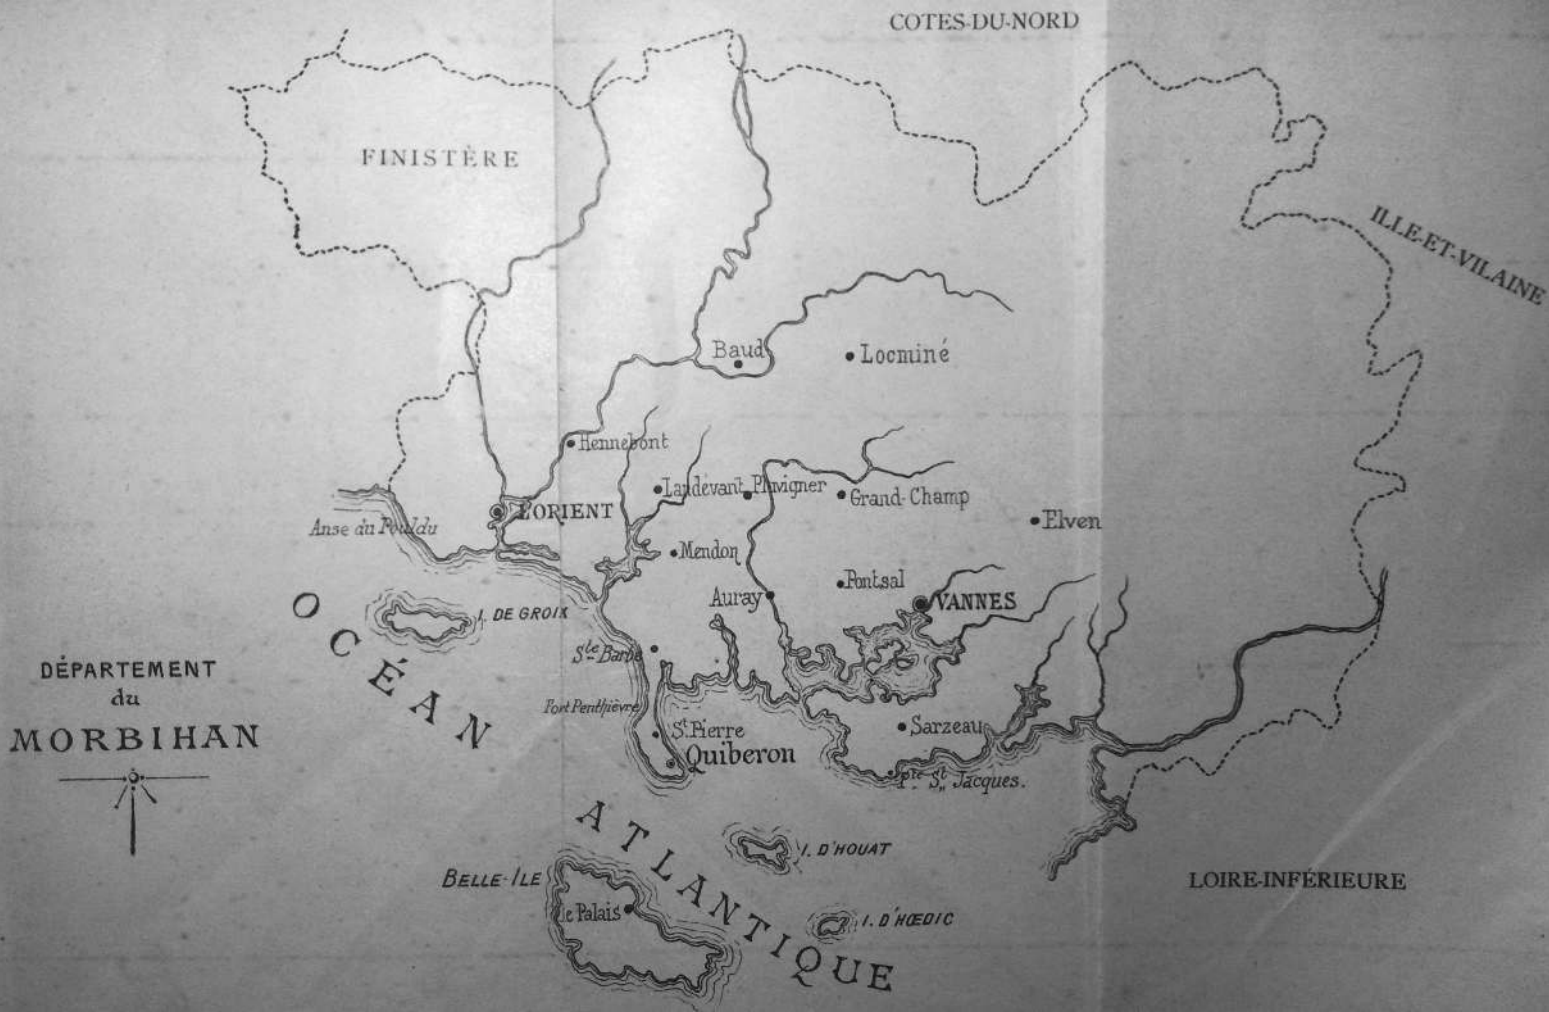 COTES-DU-NORD
FINISTÈRE
ILLE-ET-VILAINE
Baud
Locminé
Hennebont
Landévant
Pluvigner
Grand-Champ
LORIENT
Elven
Anse du Pouldu
Mendon
Pontsal
Auray
VANNES
I. DE GROIX
OCÉAN
Ste Barbe
DÉPARTEMENT
du
MORBIHAN
Fort Penthièvre
St. Pierre
Sarzeau
Quiberon
Pte St Jacques.
ATLANTIQUE
I. D'HOUAT
BELLE-ILE
LOIRE-INFÉRIEURE
le Palais
I. D'HŒDIC